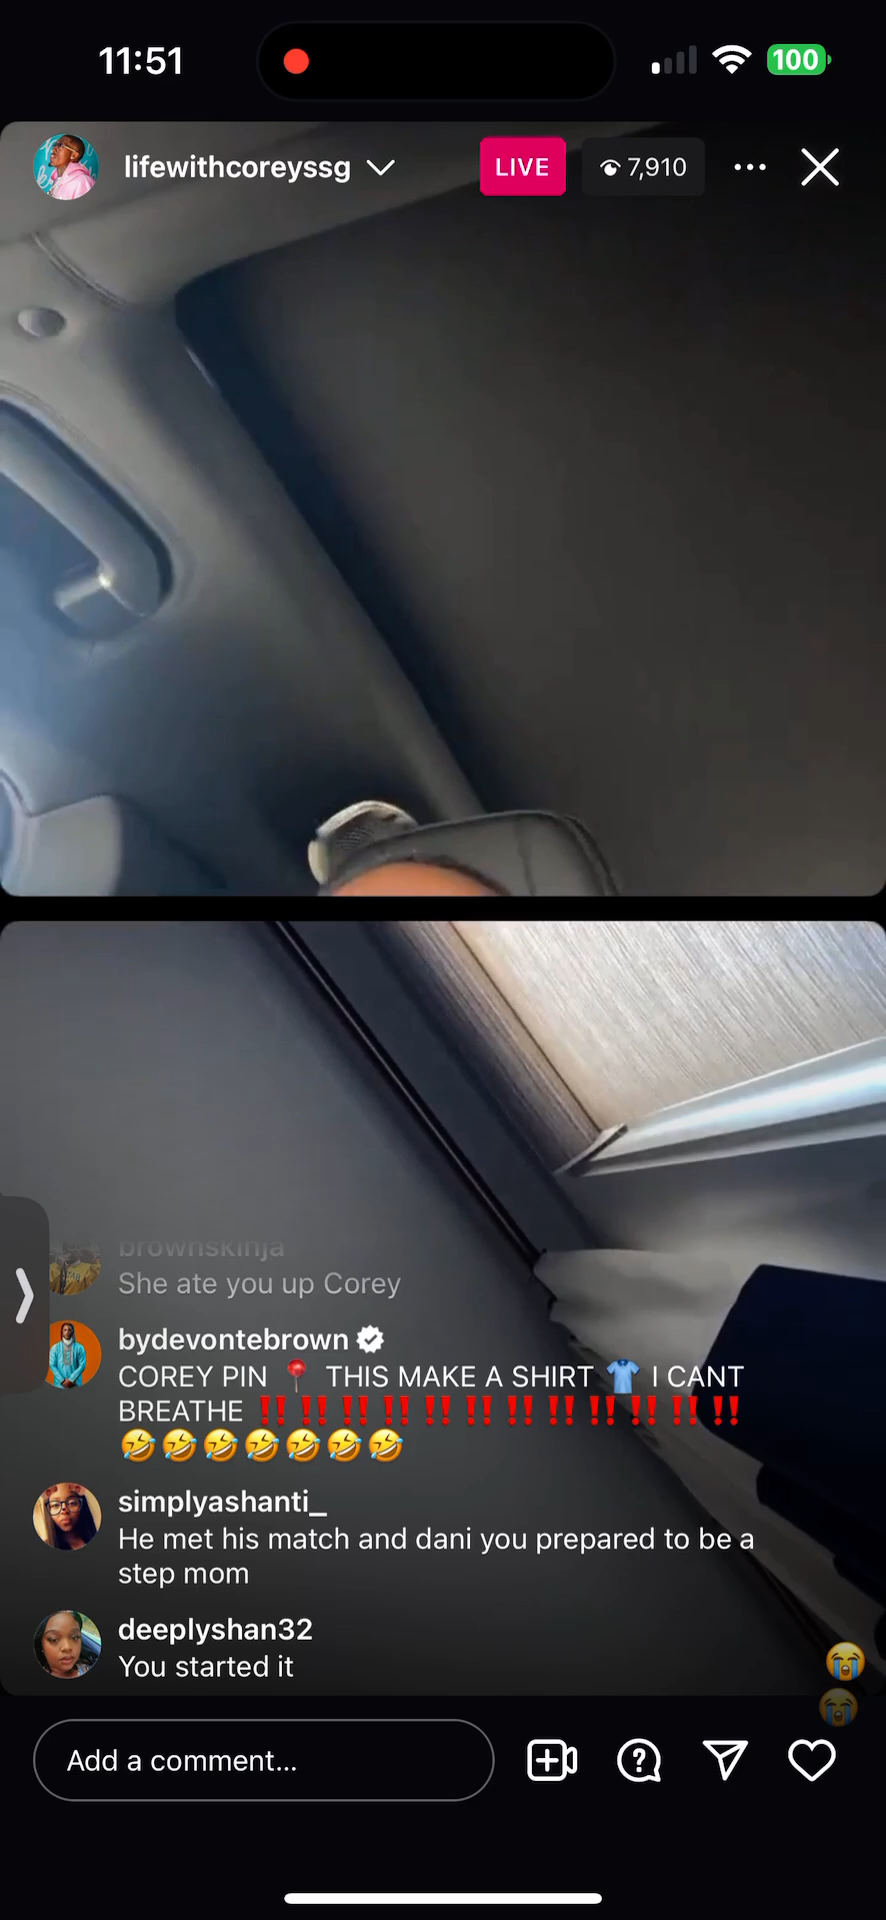 11:51
100
lifewithcoreyssg
LIVE
7,910
brownskinja
She ate you up Corey
bydevontebrown
COREY PIN 📍 THIS MAKE A SHIRT 👕 I CANT
BREATHE ‼️‼️‼️‼️‼️‼️‼️‼️‼️‼️‼️‼️
🤣🤣🤣🤣🤣🤣🤣
simplyashanti_
He met his match and dani you prepared to be a
step mom
deeplyshan32
You started it
Add a comment...